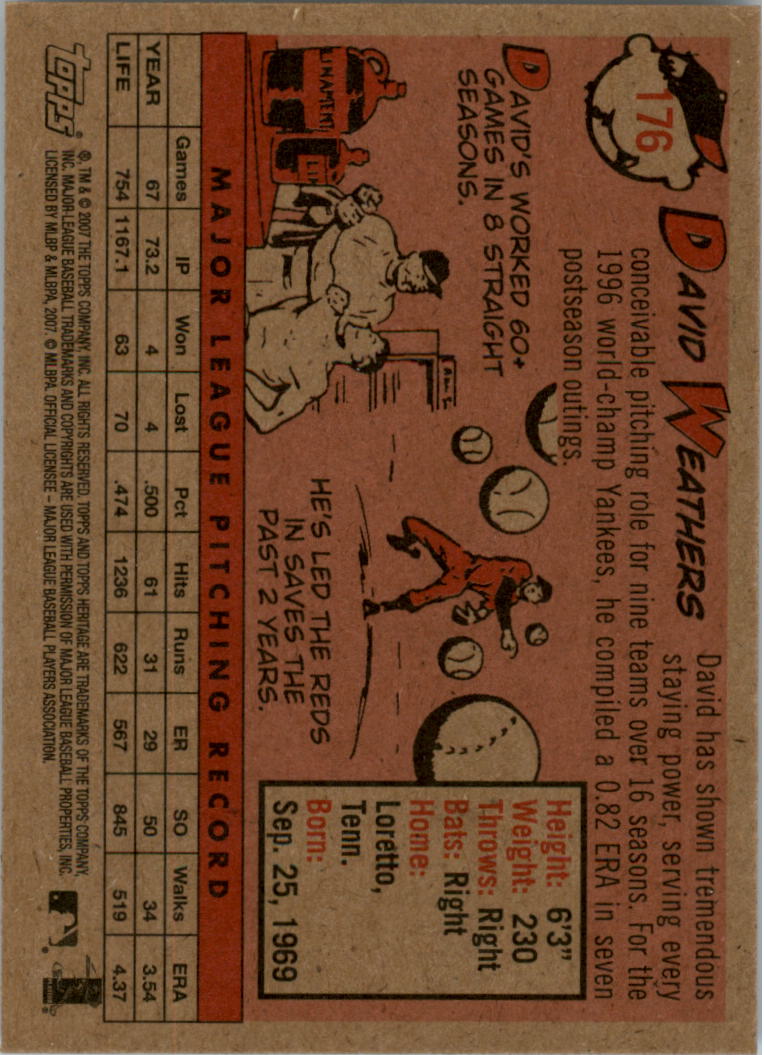 176
DAVID WEATHERS
David has shown tremendous
staying power, serving every
conceivable pitching role for nine teams over 16 seasons. For the
1996 world-champ Yankees, he compiled a 0.82 ERA in seven
postseason outings.
DAVID'S WORKED 60+
GAMES IN 8 STRAIGHT
SEASONS.
LINAMENT
LIN
HE'S LED THE REDS
IN SAVES THE
PAST 2 YEARS.
Height: 6'3"
Weight: 230
Throws: Right
Bats: Right
Home:
Loretto,
Tenn.
Born:
Sep. 25, 1969
MAJOR LEAGUE PITCHING RECORD
Games IP Won Lost Pct Hits Runs ER SO Walks ERA
YEAR 67 73.2 4 4 .500 61 31 29 50 34 3.54
LIFE 754 1167.1 63 70 .474 1236 622 567 845 519 4.37
TOPPS®
®, TM & © 2007 THE TOPPS COMPANY, INC. ALL RIGHTS RESERVED. TOPPS AND TOPPS HERITAGE ARE TRADEMARKS OF THE TOPPS COMPANY,
INC. MAJOR LEAGUE BASEBALL TRADEMARKS AND COPYRIGHTS ARE USED WITH PERMISSION OF MAJOR LEAGUE BASEBALL PROPERTIES, INC.
LICENSED BY MLBP & MLBPA, 2007. © MLBPA. OFFICIAL LICENSEE – MAJOR LEAGUE BASEBALL PLAYERS ASSOCIATION.